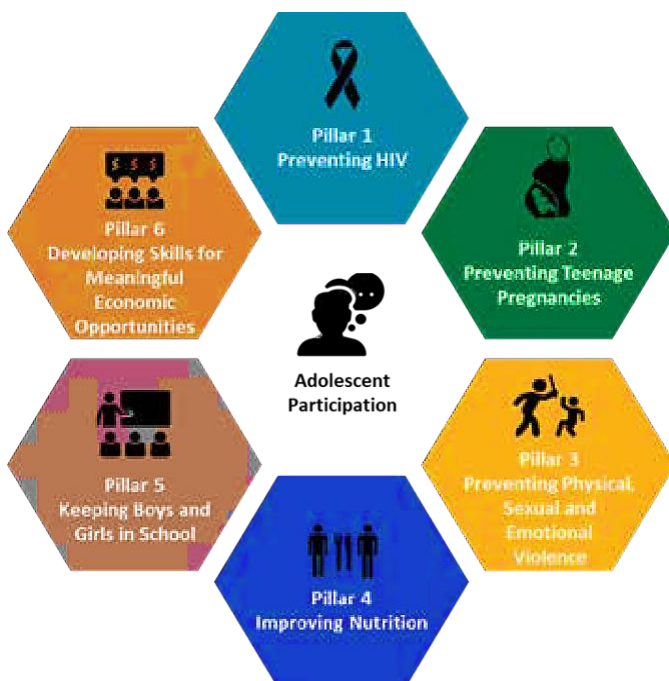 Pillar 1
Preventing HIV
Pillar 2
Preventing Teenage
Pregnancies
Pillar 3
Preventing Physical,
Sexual and
Emotional
Violence
Pillar 4
Improving Nutrition
Pillar 5
Keeping Boys and
Girls in School
Pillar 6
Developing Skills for
Meaningful
Economic
Opportunities
Adolescent
Participation
$ $ $